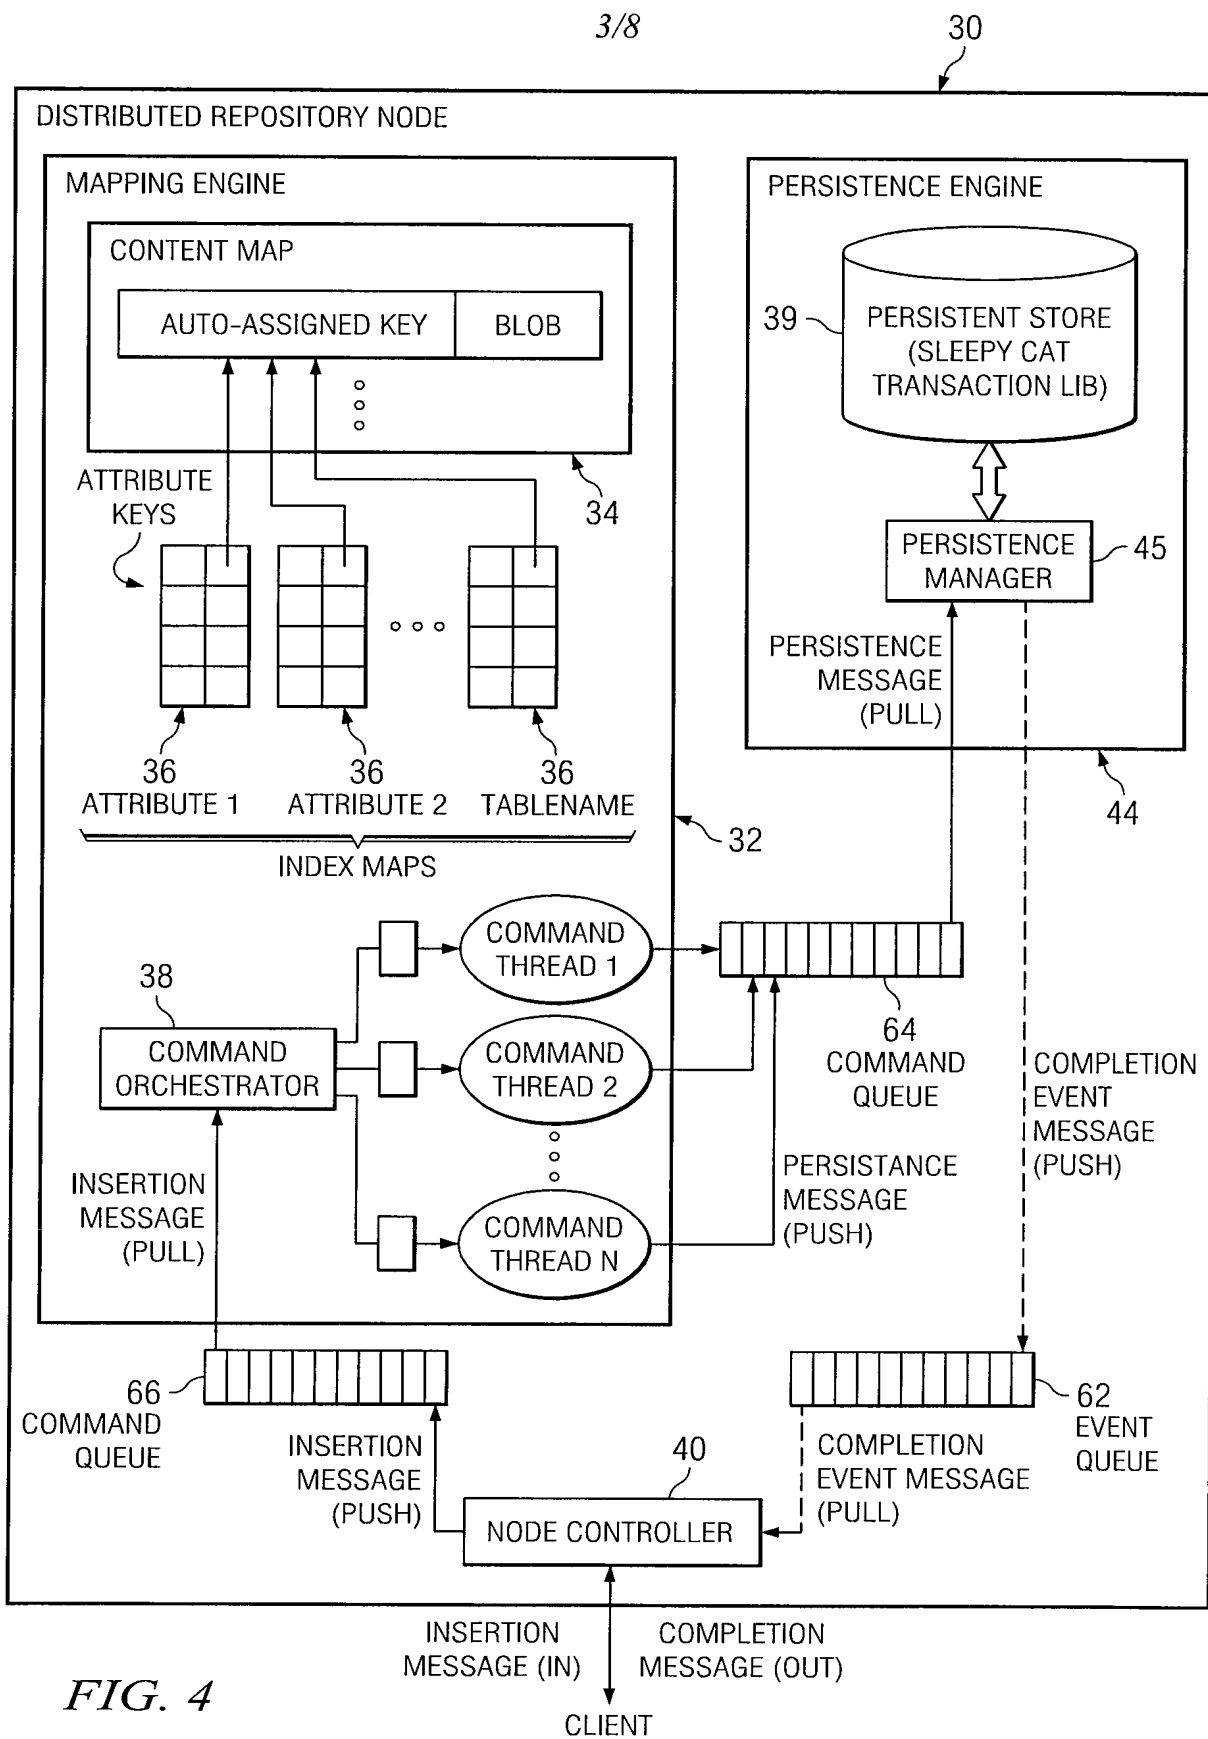 3/8
30
DISTRIBUTED REPOSITORY NODE
MAPPING ENGINE
CONTENT MAP
AUTO-ASSIGNED KEY
BLOB
34
ATTRIBUTE
KEYS
36
ATTRIBUTE 1
36
ATTRIBUTE 2
36
TABLENAME
INDEX MAPS
32
PERSISTENCE ENGINE
39
PERSISTENT STORE
(SLEEPY CAT
TRANSACTION LIB)
PERSISTENCE
MANAGER
45
PERSISTENCE
MESSAGE
(PULL)
44
38
COMMAND
ORCHESTRATOR
COMMAND
THREAD 1
COMMAND
THREAD 2
COMMAND
THREAD N
64
COMMAND
QUEUE
COMPLETION
EVENT
MESSAGE
(PUSH)
INSERTION
MESSAGE
(PULL)
PERSISTANCE
MESSAGE
(PUSH)
66
COMMAND
QUEUE
INSERTION
MESSAGE
(PUSH)
40
NODE CONTROLLER
COMPLETION
EVENT MESSAGE
(PULL)
62
EVENT
QUEUE
INSERTION
MESSAGE (IN)
COMPLETION
MESSAGE (OUT)
CLIENT
FIG. 4